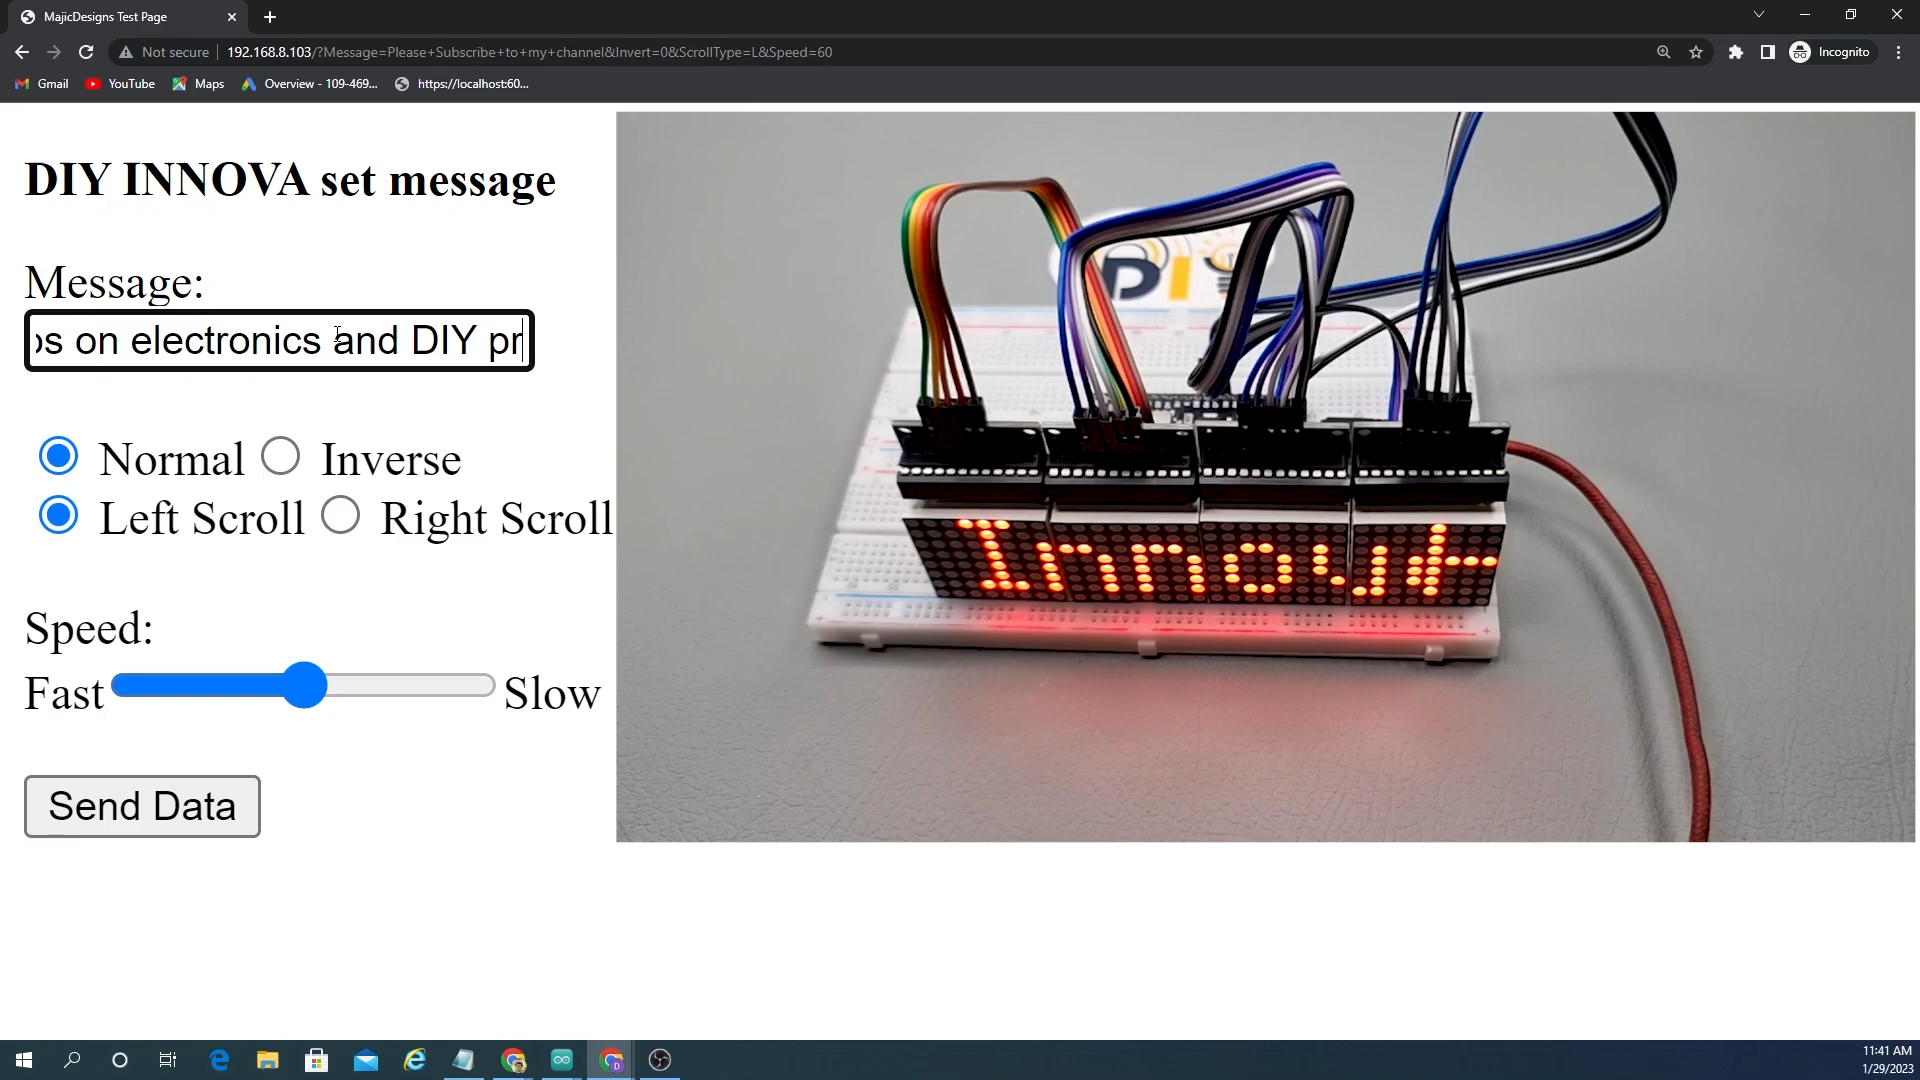 MajicDesigns Test Page
Not secure
192.168.8.103/?Message=Please+Subscribe+to+my+channel&Invert=0&ScrollType=L&Speed=60
Incognito
Gmail
YouTube
Maps
Overview - 109-469...
https://localhost:60...
DIY INNOVA set message
Message:
on electronics and DIY pr
Normal
Inverse
Left Scroll
Right Scroll
Speed:
Fast
Slow
Send Data
DI
11:41 AM
1/29/2023